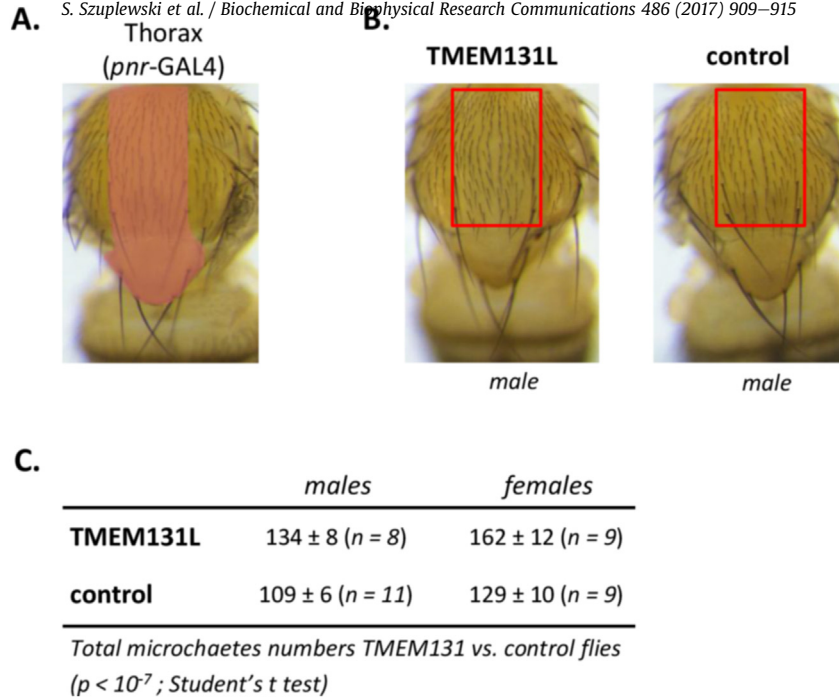 S. Szuplewski et al. / Biochemical and Biophysical Research Communications 486 (2017) 909–915
A.
Thorax
(pnr-GAL4)
B.
TMEM131L
control
male
male
C.
males
females
TMEM131L
134 ± 8 (n = 8)
162 ± 12 (n = 9)
control
109 ± 6 (n = 11)
129 ± 10 (n = 9)
Total microchaetes numbers TMEM131 vs. control flies
(p < 10⁻⁷ ; Student's t test)